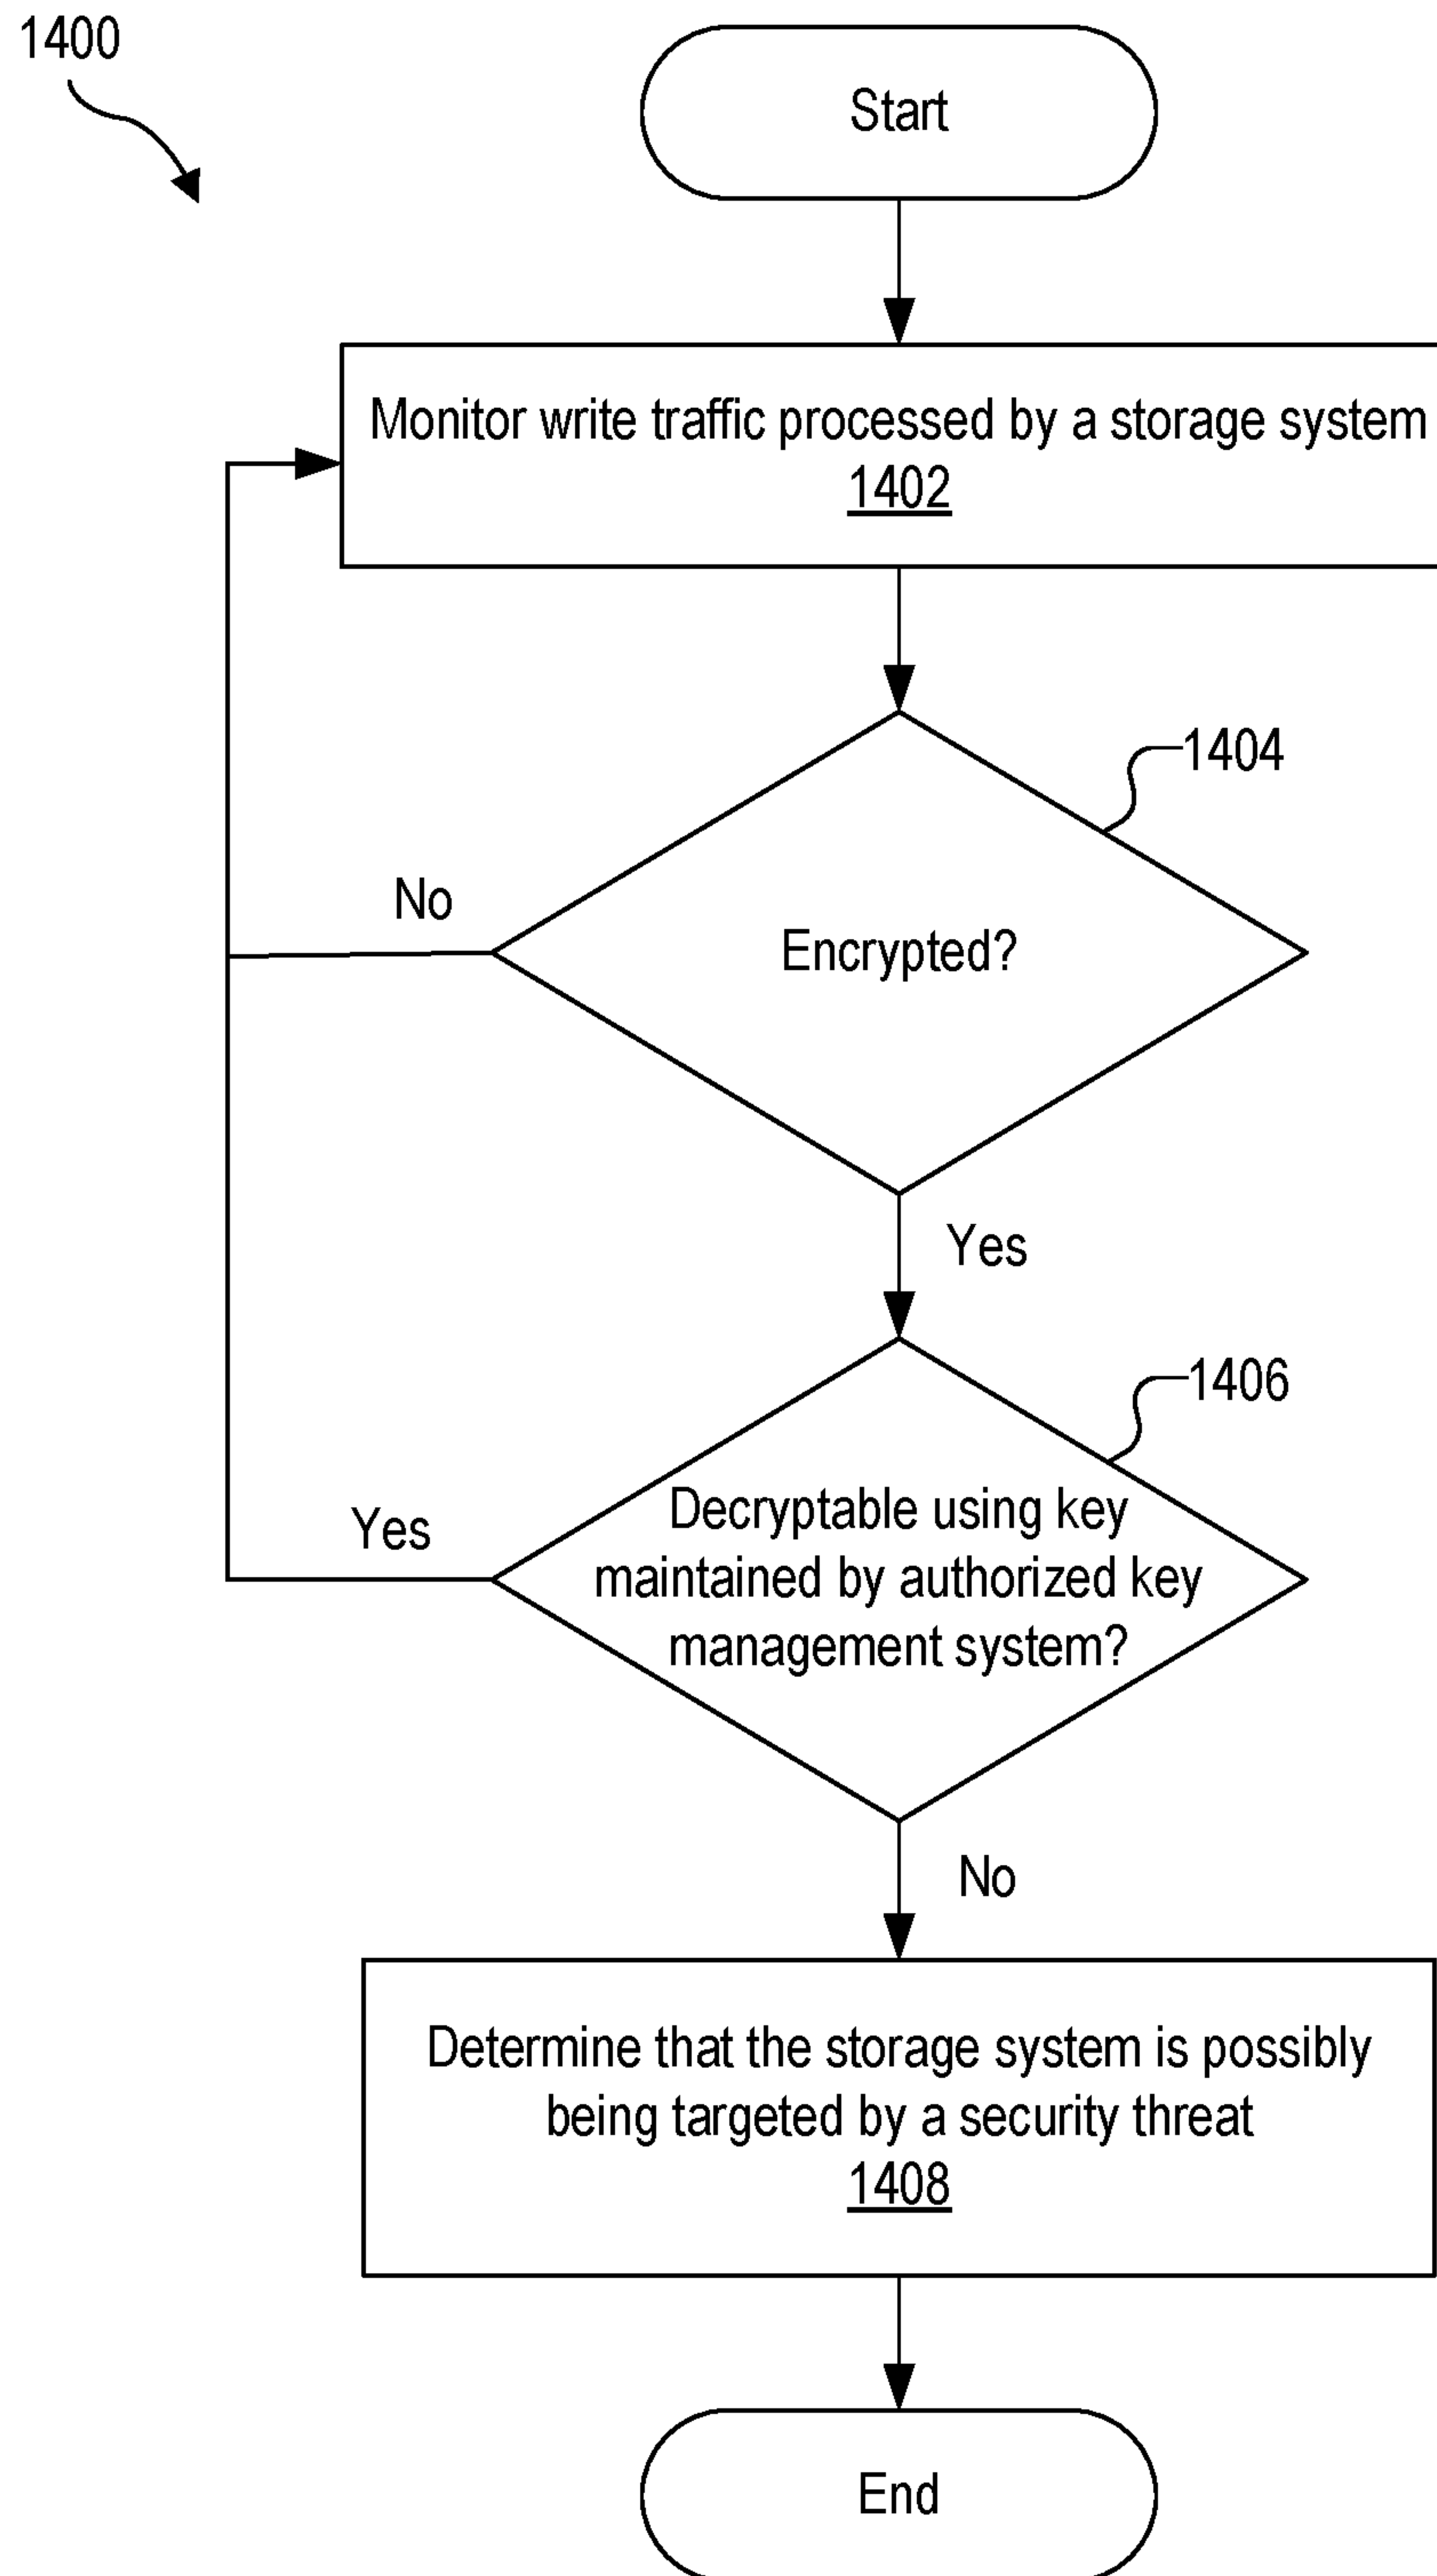 1400
Start
Monitor write traffic processed by a storage system
1402
1404
No
Encrypted?
Yes
1406
Yes
Decryptable using key
maintained by authorized key
management system?
No
Determine that the storage system is possibly
being targeted by a security threat
1408
End